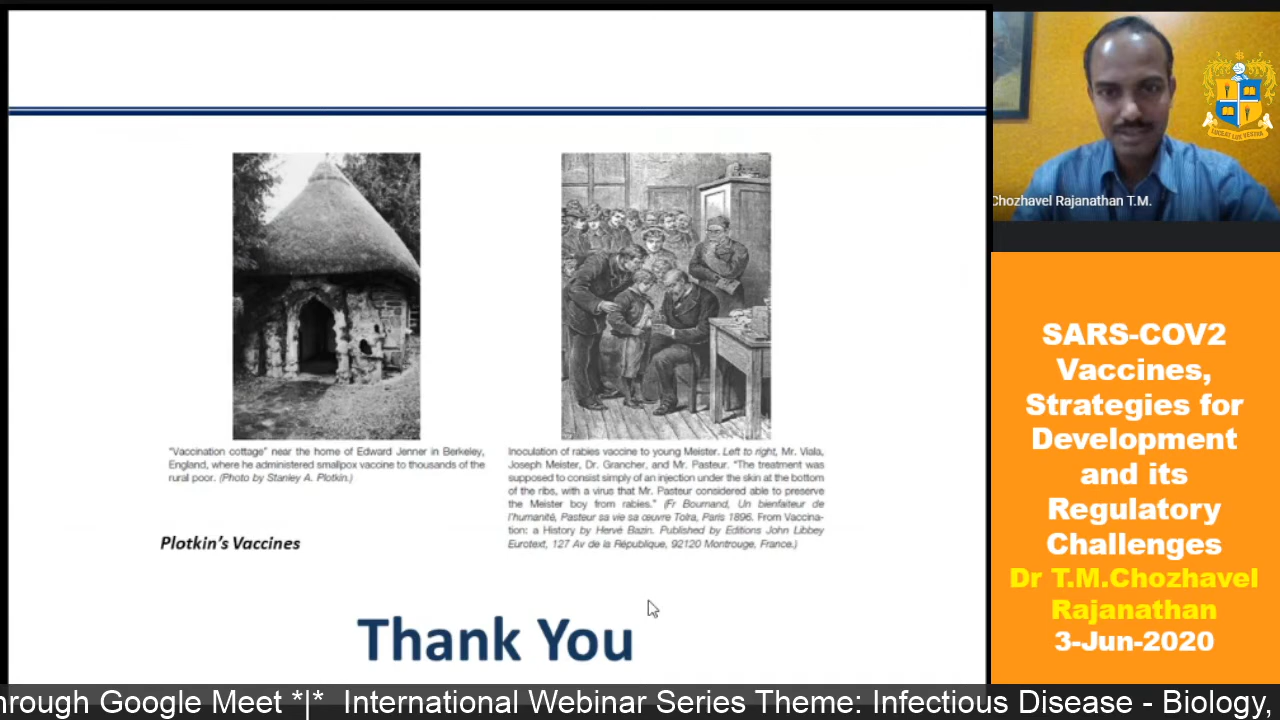 "Vaccination cottage" near the home of Edward Jenner in Berkeley,
England, where he administered smallpox vaccine to thousands of the
rural poor. (Photo by Stanley A. Plotkin.)
Plotkin's Vaccines
Inoculation of rabies vaccine to young Meister. Left to right, Mr. Viala,
Joseph Meister, Dr. Grancher, and Mr. Pasteur. "The treatment was
supposed to consist simply of an injection under the skin at the bottom
of the ribs, with a virus that Mr. Pasteur considered able to preserve
the Meister boy from rabies." (Fr Bournand, Un bienfaiteur de
l'humanité, Pasteur sa vie sa œuvre Tolra, Paris 1896. From Vaccina-
tion: a History by Hervé Bazin. Published by Editions John Libbey
Eurotext, 127 Av de la République, 92120 Montrouge, France.)
Thank You
Chozhavel Rajanathan T.M.
LUCEAT LUX VESTRA
SARS-COV2
Vaccines,
Strategies for
Development
and its
Regulatory
Challenges
Dr T.M.Chozhavel
Rajanathan
3-Jun-2020
hrough Google Meet *|* International Webinar Series Theme: Infectious Disease - Biology,